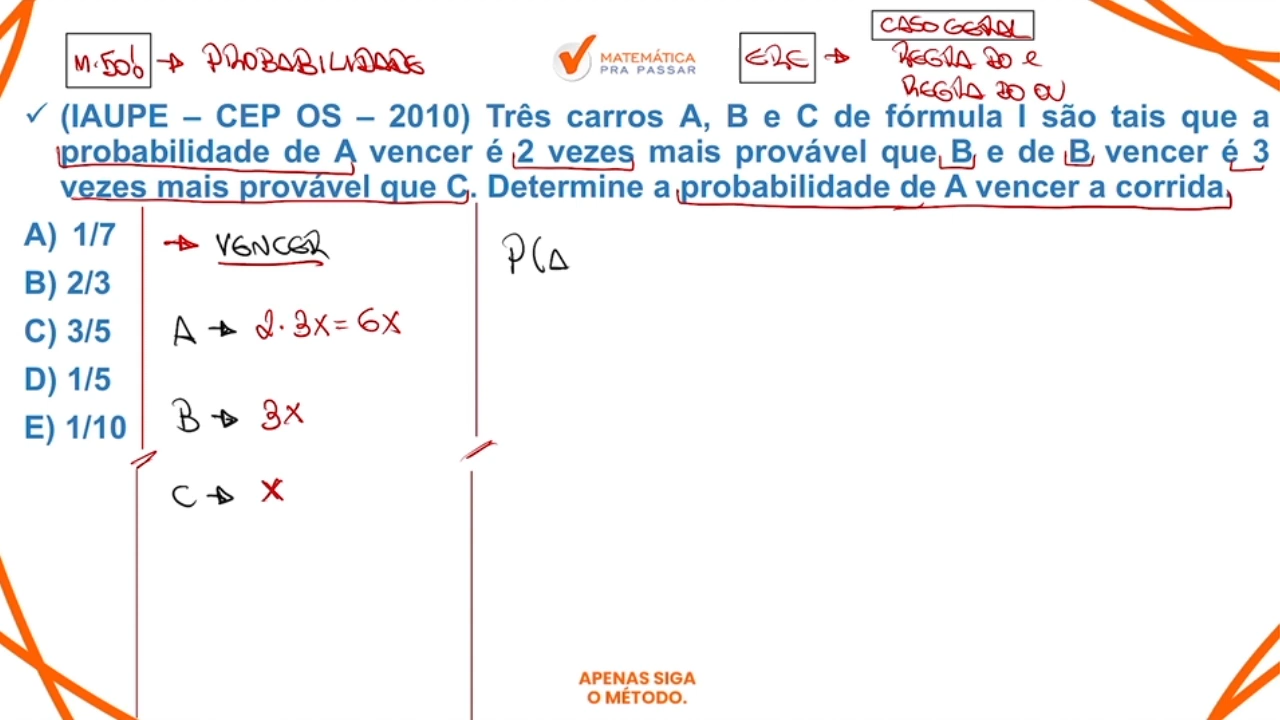 M.50% → PROBABILIDADE
MATEMÁTICA
PRA PASSAR
CASO GERAL
REGRA DO E
REGRA DO OU
✓ (IAUPE – CEP OS – 2010) Três carros A, B e C de fórmula I são tais que a
probabilidade de A vencer é 2 vezes mais provável que B e de B vencer é 3
vezes mais provável que C. Determine a probabilidade de A vencer a corrida.
A) 1/7
B) 2/3
C) 3/5
D) 1/5
E) 1/10
→ VENCER
A → 2·3x = 6x
B → 3x
C → x
P(A
APENAS SIGA
O MÉTODO.